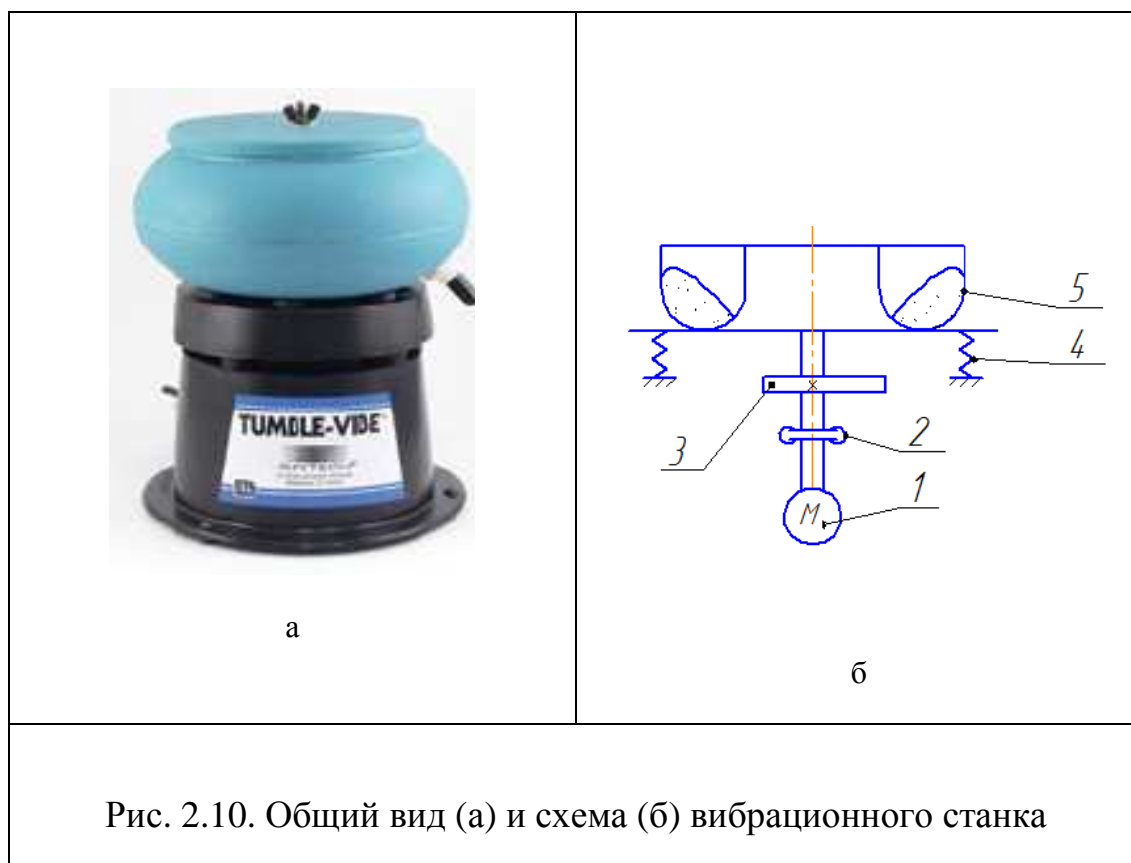 TUMBLE-VIBE
а
5
4
3
2
1
М
б
Рис. 2.10. Общий вид (а) и схема (б) вибрационного станка